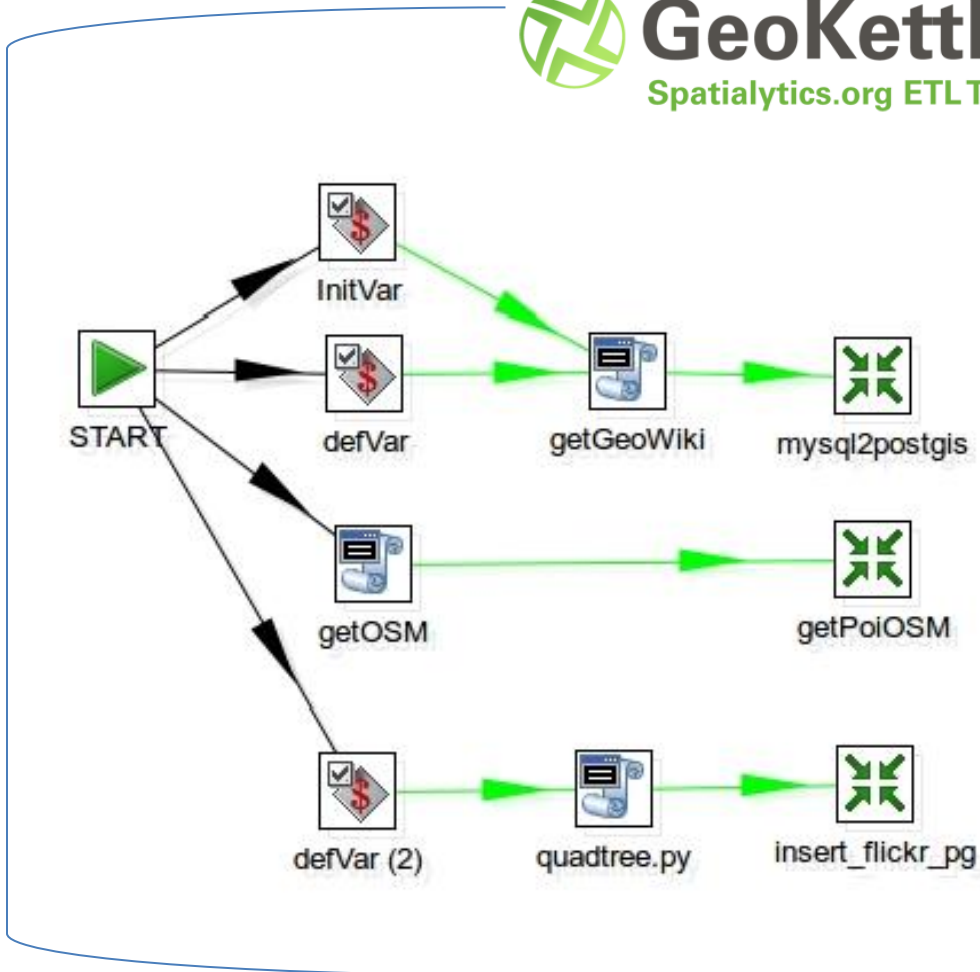 GeoKettl
Spatialytics.org ETL T
InitVar
START
defVar
getGeoWiki
mysql2postgis
getOSM
getPoiOSM
defVar (2)
quadtree.py
insert_flickr_pg